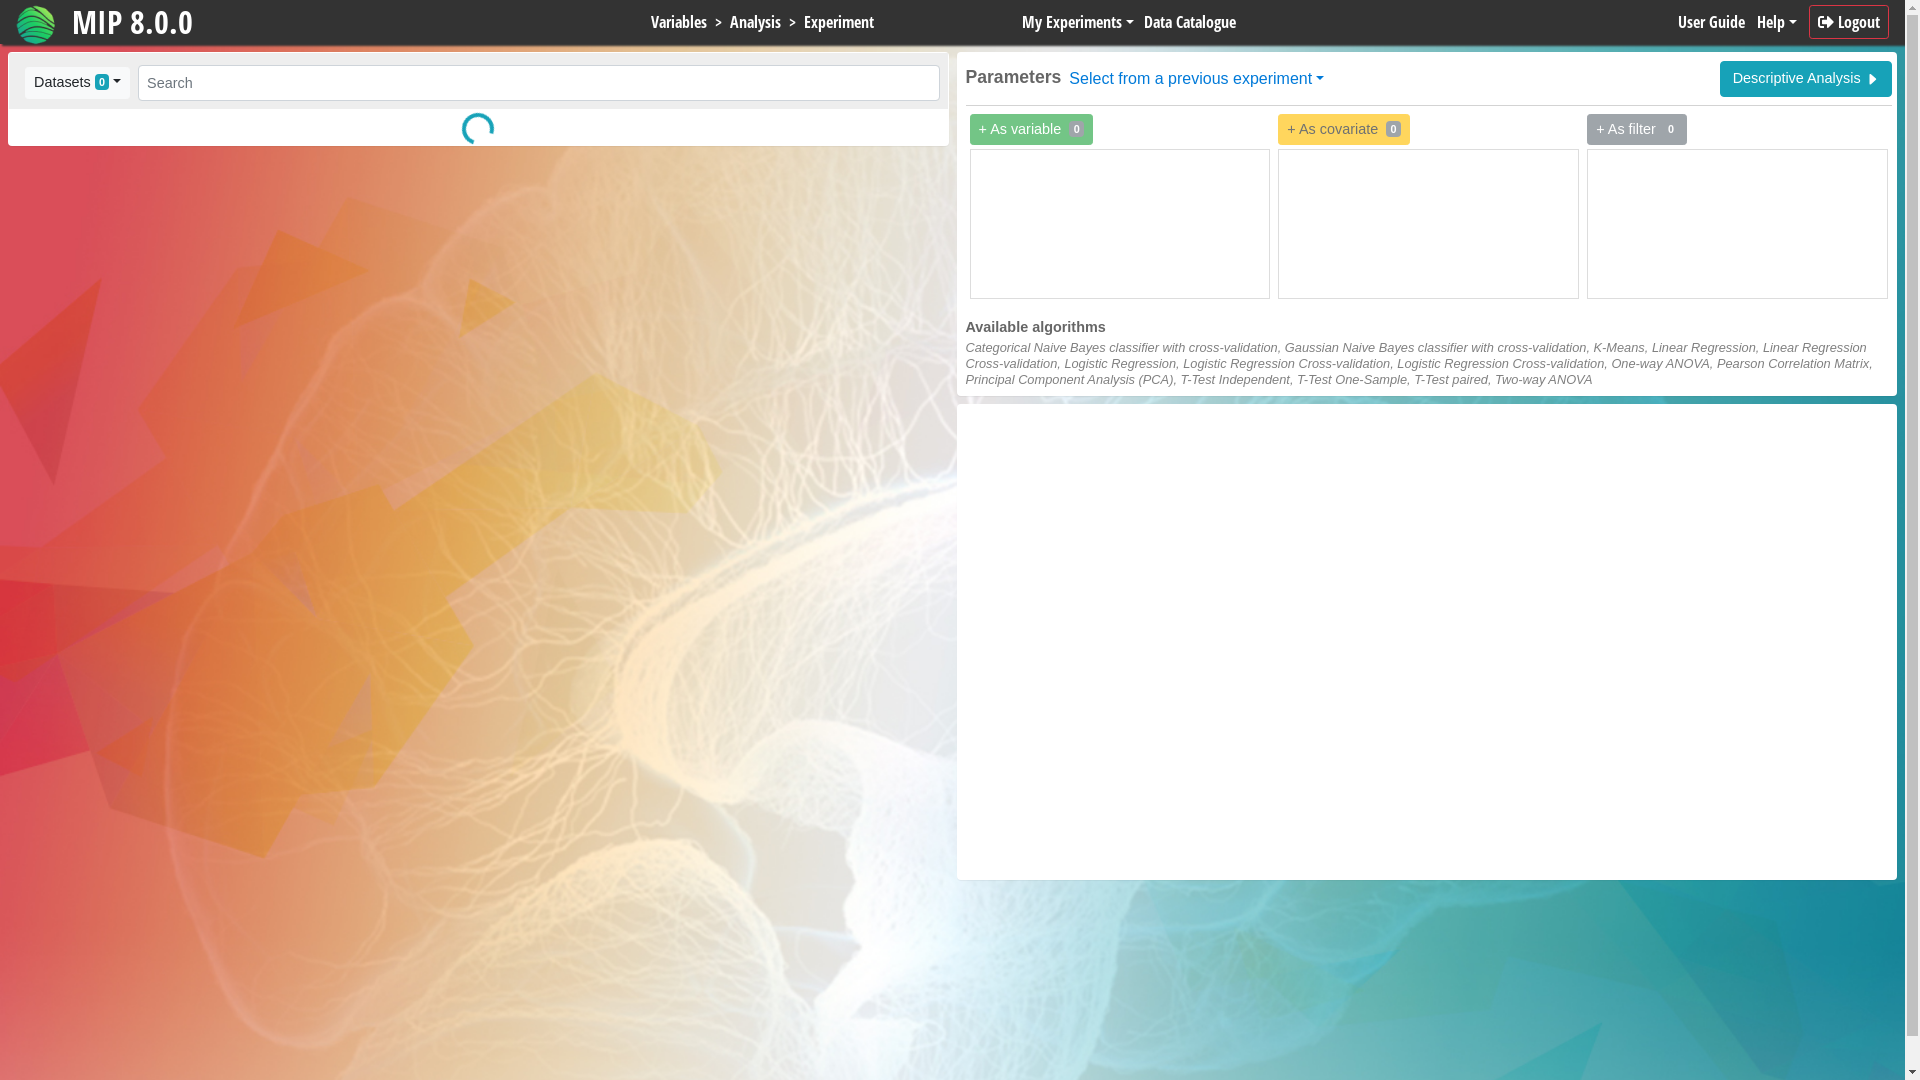 MIP 8.0.0
Variables > Analysis > Experiment
My Experiments
Data Catalogue
User Guide
Help
Logout
Datasets 0
Search
Parameters
Select from a previous experiment
Descriptive Analysis
+ As variable 0
+ As covariate 0
+ As filter 0
Available algorithms
Categorical Naive Bayes classifier with cross-validation, Gaussian Naive Bayes classifier with cross-validation, K-Means, Linear Regression, Linear Regression
Cross-validation, Logistic Regression, Logistic Regression Cross-validation, Logistic Regression Cross-validation, One-way ANOVA, Pearson Correlation Matrix,
Principal Component Analysis (PCA), T-Test Independent, T-Test One-Sample, T-Test paired, Two-way ANOVA